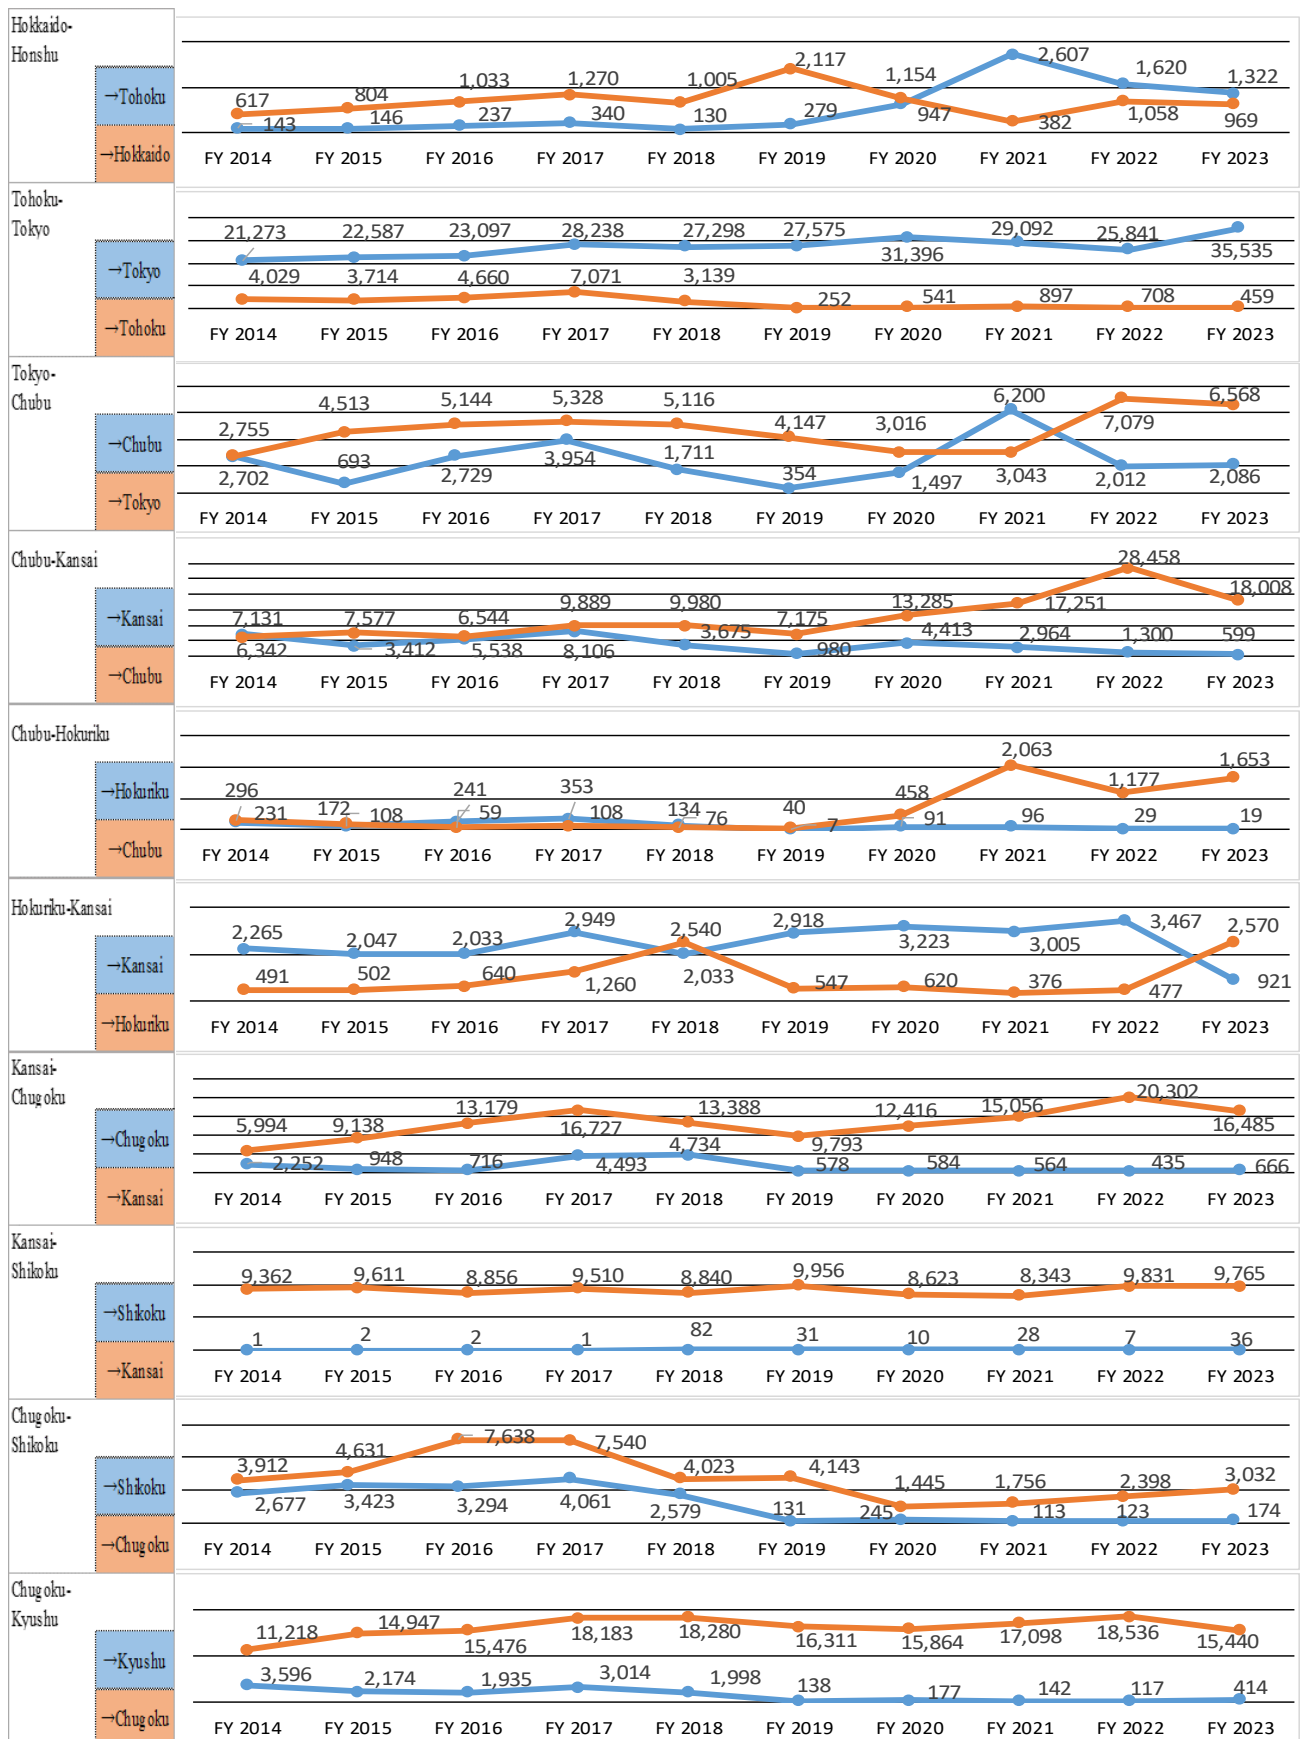 Hokkaido-
Honshu
→Tohoku
→Hokkaido
617 804 1,033 1,270 1,005 2,117 1,154 2,607 1,620 1,322
143 146 237 340 130 279 947 382 1,058 969
FY 2014 FY 2015 FY 2016 FY 2017 FY 2018 FY 2019 FY 2020 FY 2021 FY 2022 FY 2023
Tohoku-
Tokyo
→Tokyo
→Tohoku
21,273 22,587 23,097 28,238 27,298 27,575 31,396 29,092 25,841 35,535
4,029 3,714 4,660 7,071 3,139 252 541 897 708 459
FY 2014 FY 2015 FY 2016 FY 2017 FY 2018 FY 2019 FY 2020 FY 2021 FY 2022 FY 2023
Tokyo-
Chubu
→Chubu
→Tokyo
2,755 4,513 5,144 5,328 5,116 4,147 3,016 6,200 7,079 6,568
2,702 693 2,729 3,954 1,711 354 1,497 3,043 2,012 2,086
FY 2014 FY 2015 FY 2016 FY 2017 FY 2018 FY 2019 FY 2020 FY 2021 FY 2022 FY 2023
Chubu-Kansai
→Kansai
→Chubu
7,131 7,577 6,544 9,889 9,980 7,175 13,285 17,251 28,458 18,008
6,342 3,412 5,538 8,106 3,675 980 4,413 2,964 1,300 599
FY 2014 FY 2015 FY 2016 FY 2017 FY 2018 FY 2019 FY 2020 FY 2021 FY 2022 FY 2023
Chubu-Hokuriku
→Hokuriku
→Chubu
296 172 241 353 134 40 458 2,063 1,177 1,653
231 108 59 108 76 7 91 96 29 19
FY 2014 FY 2015 FY 2016 FY 2017 FY 2018 FY 2019 FY 2020 FY 2021 FY 2022 FY 2023
Hokuriku-Kansai
→Kansai
→Hokuriku
2,265 2,047 2,033 2,949 2,540 2,918 3,223 3,005 3,467 2,570
491 502 640 1,260 2,033 547 620 376 477 921
FY 2014 FY 2015 FY 2016 FY 2017 FY 2018 FY 2019 FY 2020 FY 2021 FY 2022 FY 2023
Kansai-
Chugoku
→Chugoku
→Kansai
5,994 9,138 13,179 16,727 13,388 9,793 12,416 15,056 20,302 16,485
2,252 948 716 4,493 4,734 578 584 564 435 666
FY 2014 FY 2015 FY 2016 FY 2017 FY 2018 FY 2019 FY 2020 FY 2021 FY 2022 FY 2023
Kansai-
Shikoku
→Shikoku
→Kansai
9,362 9,611 8,856 9,510 8,840 9,956 8,623 8,343 9,831 9,765
1 2 2 1 82 31 10 28 7 36
FY 2014 FY 2015 FY 2016 FY 2017 FY 2018 FY 2019 FY 2020 FY 2021 FY 2022 FY 2023
Chugoku-
Shikoku
→Shikoku
→Chugoku
3,912 4,631 7,638 7,540 4,023 4,143 1,445 1,756 2,398 3,032
2,677 3,423 3,294 4,061 2,579 131 245 113 123 174
FY 2014 FY 2015 FY 2016 FY 2017 FY 2018 FY 2019 FY 2020 FY 2021 FY 2022 FY 2023
Chugoku-
Kyushu
→Kyushu
→Chugoku
11,218 14,947 15,476 18,183 18,280 16,311 15,864 17,098 18,536 15,440
3,596 2,174 1,935 3,014 1,998 138 177 142 117 414
FY 2014 FY 2015 FY 2016 FY 2017 FY 2018 FY 2019 FY 2020 FY 2021 FY 2022 FY 2023